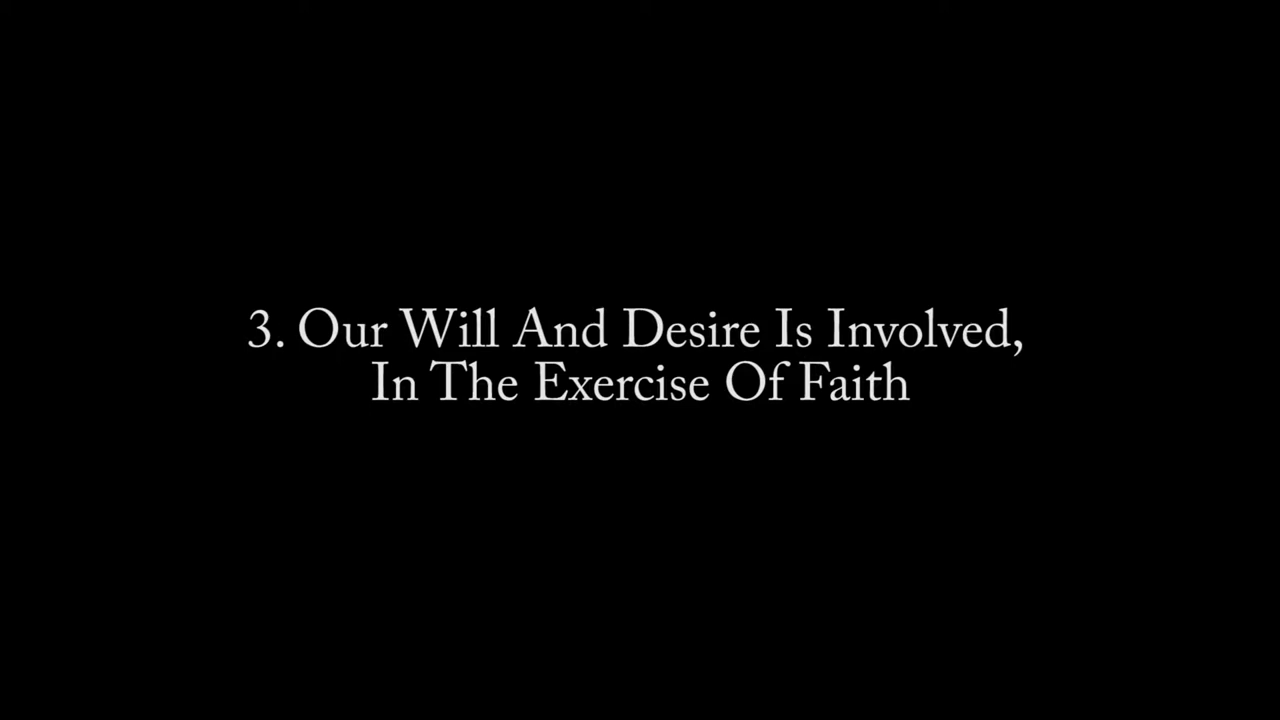 3. Our Will And Desire Is Involved,
In The Exercise Of Faith